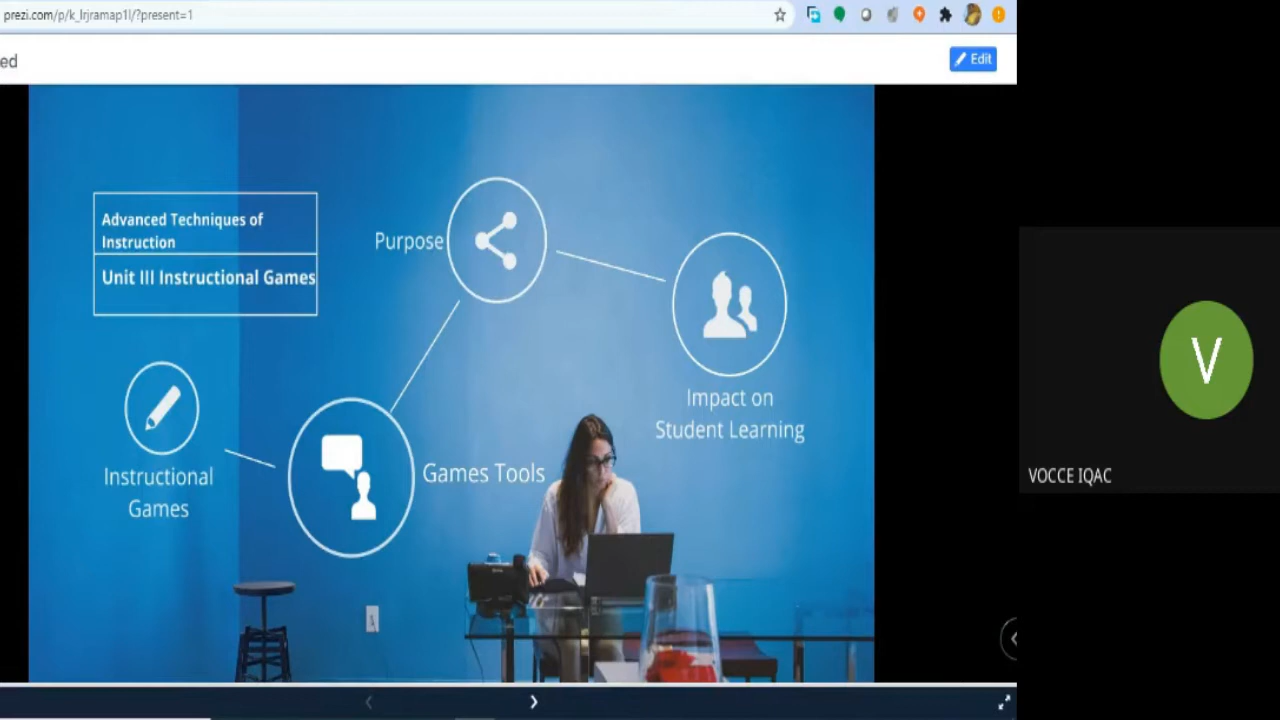 prezi.com/p/k_lrjramap1l/?present=1
ed
Edit
Advanced Techniques of
Instruction
Unit III Instructional Games
Purpose
Impact on
Student Learning
Games Tools
Instructional
Games
V
VOCCE IQAC